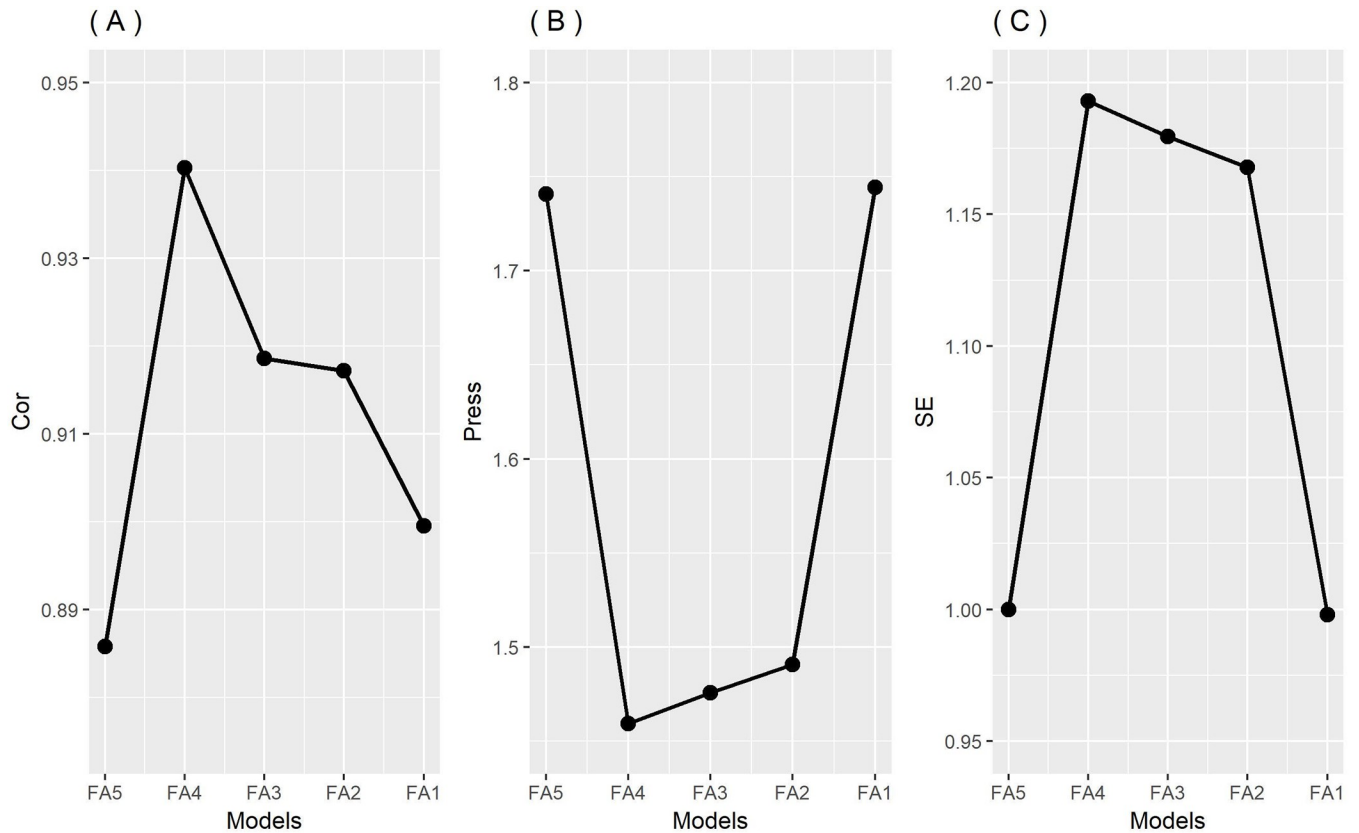 ( A )
Cor
0.95
0.93
0.91
0.89
FA5 FA4 FA3 FA2 FA1
Models
( B )
Press
1.8
1.7
1.6
1.5
FA5 FA4 FA3 FA2 FA1
Models
( C )
SE
1.20
1.15
1.10
1.05
1.00
0.95
FA5 FA4 FA3 FA2 FA1
Models